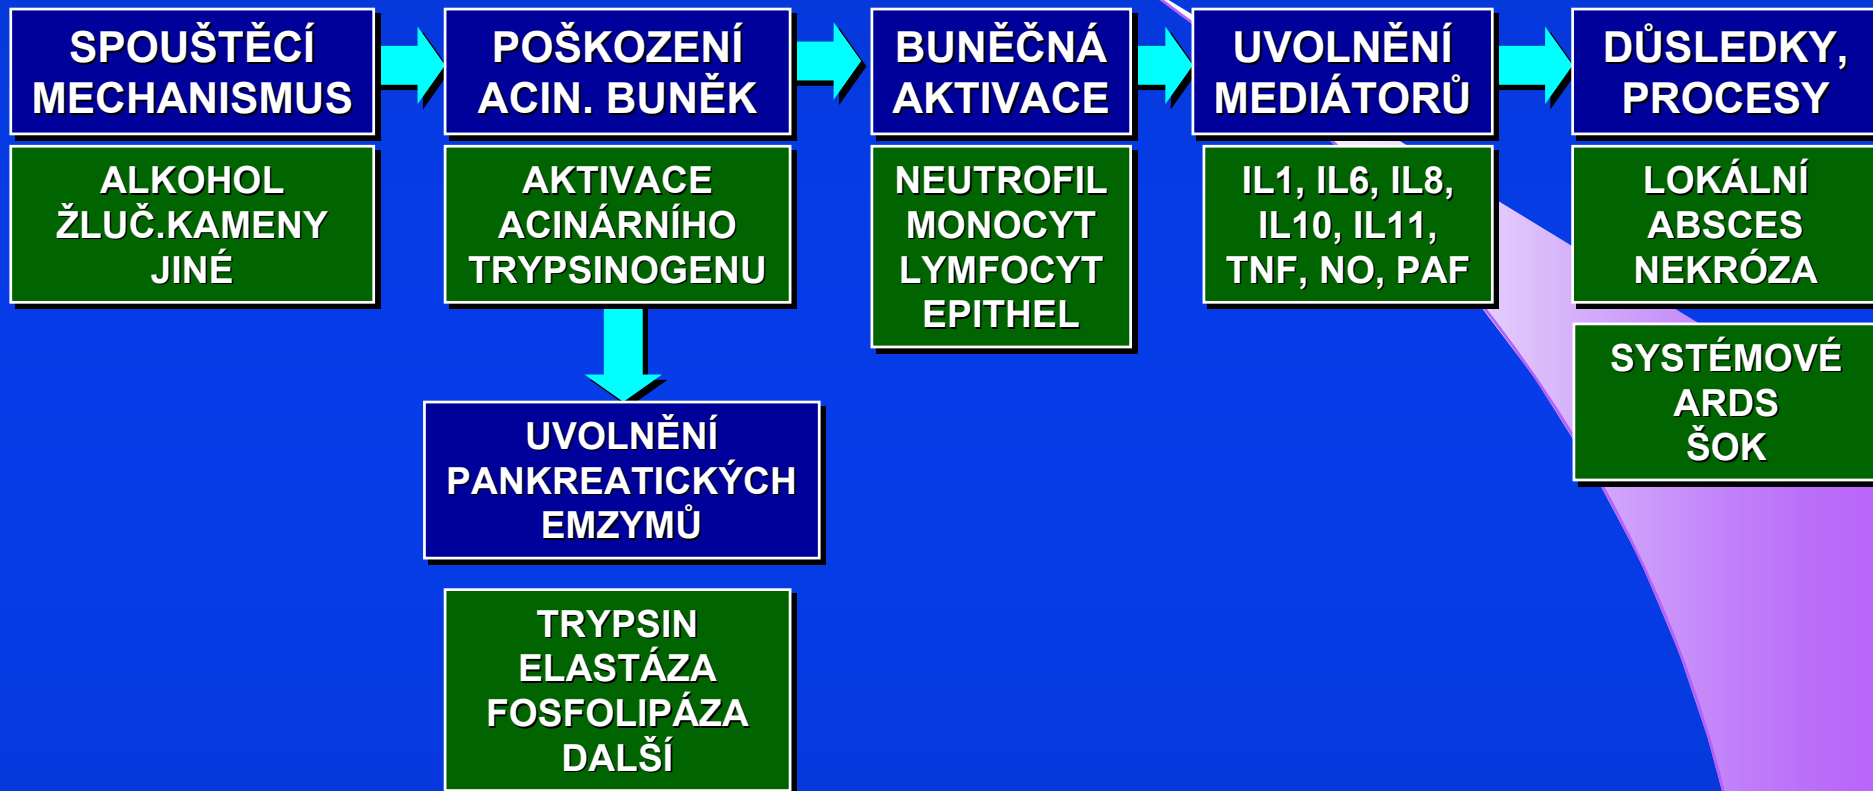 SPOUŠTĚCÍ
MECHANISMUS
ALKOHOL
ŽLUČ.KAMENY
JINÉ
POŠKOZENÍ
ACIN. BUNĚK
AKTIVACE
ACINÁRNÍHO
TRYPSINOGENU
UVOLNĚNÍ
PANKREATICKÝCH
EMZYMŮ
TRYPSIN
ELASTÁZA
FOSFOLIPÁZA
DALŠÍ
BUNĚČNÁ
AKTIVACE
NEUTROFIL
MONOCYT
LYMFOCYT
EPITHEL
UVOLNĚNÍ
MEDIÁTORŮ
IL1, IL6, IL8,
IL10, IL11,
TNF, NO, PAF
DŮSLEDKY,
PROCESY
LOKÁLNÍ
ABSCES
NEKRÓZA
SYSTÉMOVÉ
ARDS
ŠOK